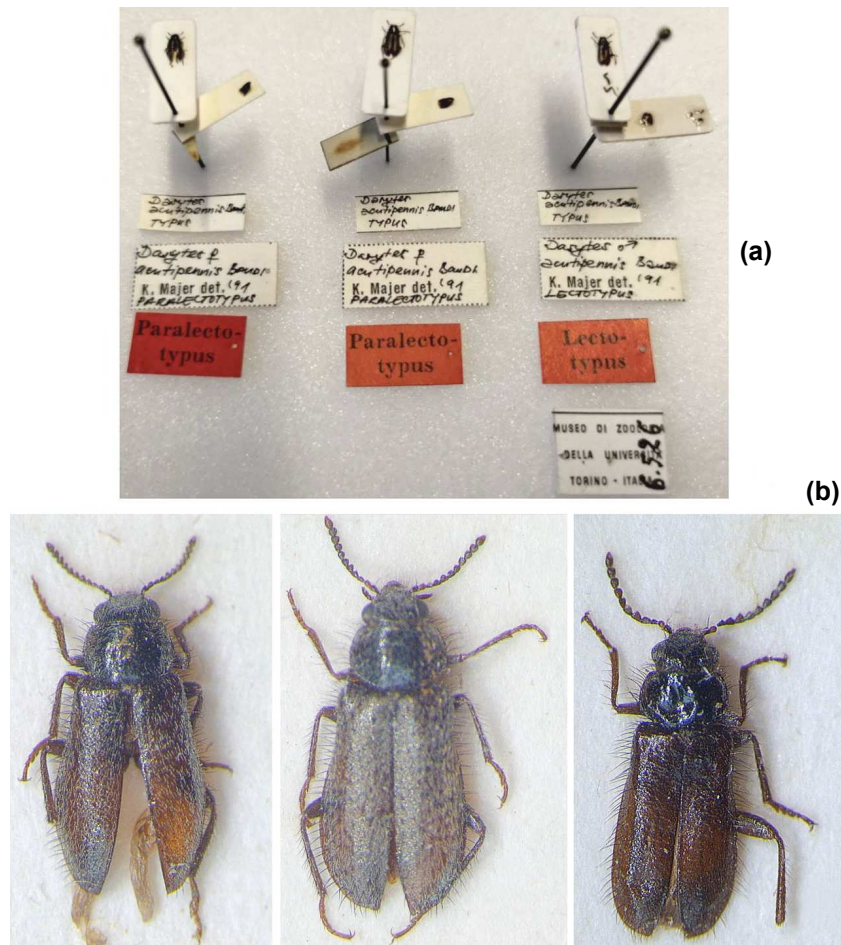 Dasytes
acutipennis Baudi
TYPUS
Dasytes ♀
acutipennis Baudi
K. Majer det. '91
PARALECTOTYPUS
Paralecto-
typus
Dasytes
acutipennis Baudi
TYPUS
Dasytes ♀
acutipennis Baudi
K. Majer det. '91
PARALECTOTYPUS
Paralecto-
typus
Dasytes
acutipennis Baudi
TYPUS
Dasytes ♂
acutipennis Baudi
K. Majer det. '91
LECTOTYPUS
Lecto-
typus
MUSEO DI ZOOLOGIA
DELLA UNIVERSITÀ
TORINO - ITALIA
(a)
(b)